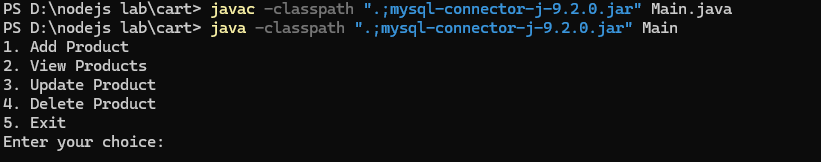 PS D:\nodejs lab\cart> javac -classpath ".;mysql-connector-j-9.2.0.jar" Main.java
PS D:\nodejs lab\cart> java -classpath ".;mysql-connector-j-9.2.0.jar" Main
1. Add Product
2. View Products
3. Update Product
4. Delete Product
5. Exit
Enter your choice: